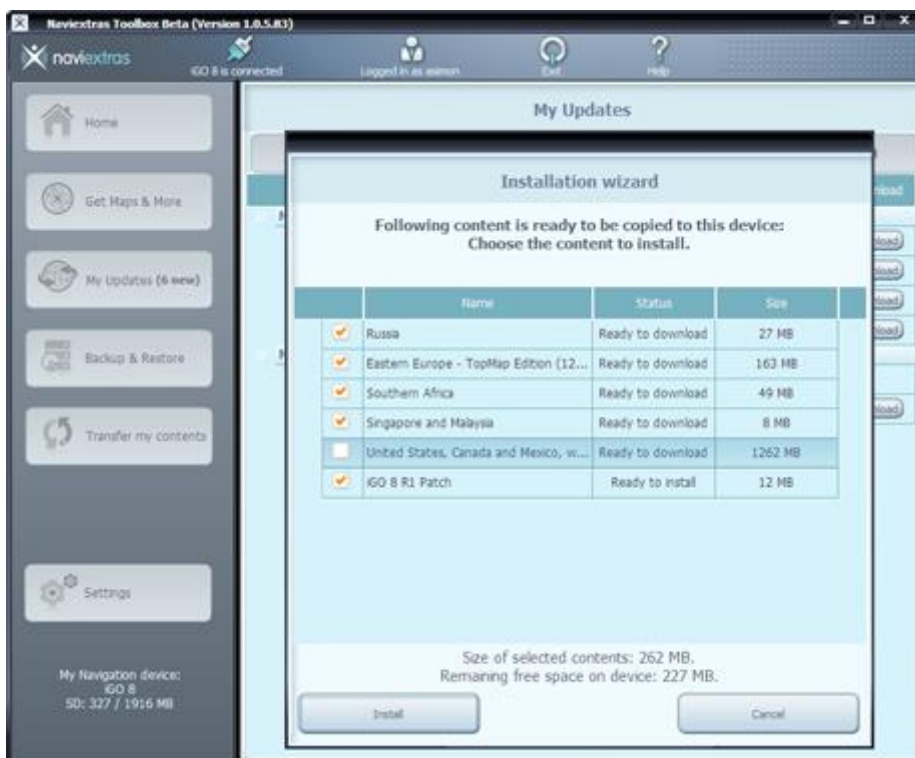 Naviextras Toolbox Beta (Version 1.0.5.83)
naviextras
iGO 8 is connected
Logged in as
Exit
Help
Home
Get Maps & More
My Updates (6 new)
Backup & Restore
Transfer my contents
Settings
My Navigation device:
iGO 8
SD: 327 / 1916 MB
My Updates
Installation wizard
Following content is ready to be copied to this device:
Choose the content to install.
Name Status Size
Russia Ready to download 27 MB
Eastern Europe - TopMap Edition (12... Ready to download 163 MB
Southern Africa Ready to download 49 MB
Singapore and Malaysia Ready to download 8 MB
United States, Canada and Mexico, w... Ready to download 1262 MB
iGO 8 R1 Patch Ready to install 12 MB
Size of selected contents: 262 MB.
Remaning free space on device: 227 MB.
Install
Cancel